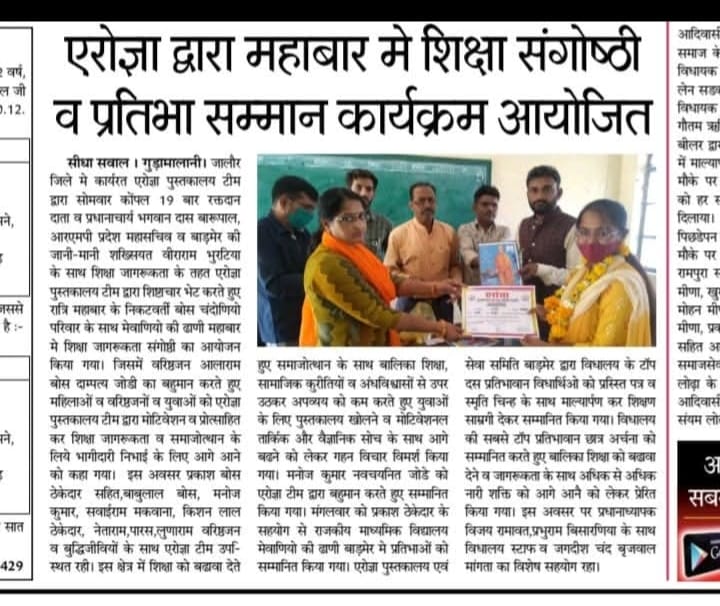 एरोज्ञा द्वारा महाबार मे शिक्षा संगोष्ठी
व प्रतिभा सम्मान कार्यक्रम आयोजित
सीधा सवाल । गुड़ामालानी। जालौर
जिले मे कार्यरत एरोज्ञा पुस्तकालय टीम
द्वारा सोमवार कोंपल 19 बार रक्तदान
दाता व प्रधानाचार्य भगवान दास बारूपाल,
आरएमपी प्रदेश महासचिव व बाड़मेर की
जानी-मानी शख्सियत वीराराम भुरटिया
के साथ शिक्षा जागरूकता के तहत एरोज्ञा
पुस्तकालय टीम द्वारा शिष्टाचार भेट करते हुए
रात्रि महाबार के निकटवर्ती बोस चंदोणियो
परिवार के साथ मेवाणियो की ढाणी महाबार
मे शिक्षा जागरूकता संगोष्ठी का आयोजन
किया गया। जिसमें वरिष्ठजन आलाराम
बोस दाम्पत्य जोडी का बहुमान करते हुए
महिलाओं व वरिष्ठजनों व युवाओं को एरोज्ञा
पुस्तकालय टीम द्वारा मोटिवेशन व प्रोत्साहित
कर शिक्षा जागरूकता व समाजोत्थान के
लिये भागीदारी निभाई के लिए आगे आने
को कहा गया। इस अवसर प्रकाश बोस
ठेकेदार सहित,बाबुलाल बोस, मनोज
कुमार, सवाईराम मकवाना, किशन लाल
ठेकेदार, नेताराम,पारस,लुणाराम वरिष्ठजन
व बुद्धिजीवियों के साथ एरोज्ञा टीम उपि-
स्थत रही। इस क्षेत्र में शिक्षा को बढावा देते
हुए समाजोत्थान के साथ बालिका शिक्षा,
सामाजिक कुरीतियों व अंधविश्वासों से उपर
उठकर अपव्यय को कम करते हुए युवाओं
के लिए पुस्तकालय खोलने व मोटिवेशनल
तार्किक और वैज्ञानिक सोच के साथ आगे
बढने को लेकर गहन विचार विमर्श किया
गया। मनोज कुमार नवचयनित जोडे को
एरोज्ञा टीम द्वारा बहुमान करते हुए सम्मानित
किया गया। मंगलवार को प्रकाश ठेकेदार के
सहयोग से राजकीय माध्यमिक विद्यालय
मेवाणियो की ढाणी बाड़मेर मे प्रतिभाओं को
सम्मानित किया गया। एरोज्ञा पुस्तकालय एवं
सेवा समिति बाड़मेर द्वारा विधालय के टॉप
दस प्रतिभावान विधार्थिओ को प्रस्सित पत्र व
स्मृति चिन्ह के साथ माल्यार्पण कर शिक्षण
साम्रगी देकर सम्मानित किया गया। विधालय
की सबसे टॉप प्रतिभावान छात्र अर्चना को
सम्मानित करते हुए बालिका शिक्षा को बढावा
देने व जागरूकता के साथ अधिक से अधिक
नारी शक्ति को आगे आनै को लेकर प्रेरित
किया गया। इस अवसर पर प्रधानाध्यापक
विजय रामावत,प्रभुराम बिसारणिया के साथ
विधालय स्टाफ व जगदीश चंद बृजवाल
मांगता का विशेष सहयोग रहा।
एरोज्ञा
वर्ष,
ल जी
0.12.
पने,
जससे
है :-
पने,
सात
429
आदिवासी
समाज के
विधायक
लेन सडव
विधायक
गौतम ऋषि
बीलर द्वार
में माल्यार्प
मौके पर
को हर स
दिलाया।
पिछडेपन
मौके पर
रामपुरा स
मीणा, खु
मोहन मी
मीणा, प्रव
सहित आ
समाजसेव
लोढ़ा के
आदिवासी
संयम लो
अ
सब